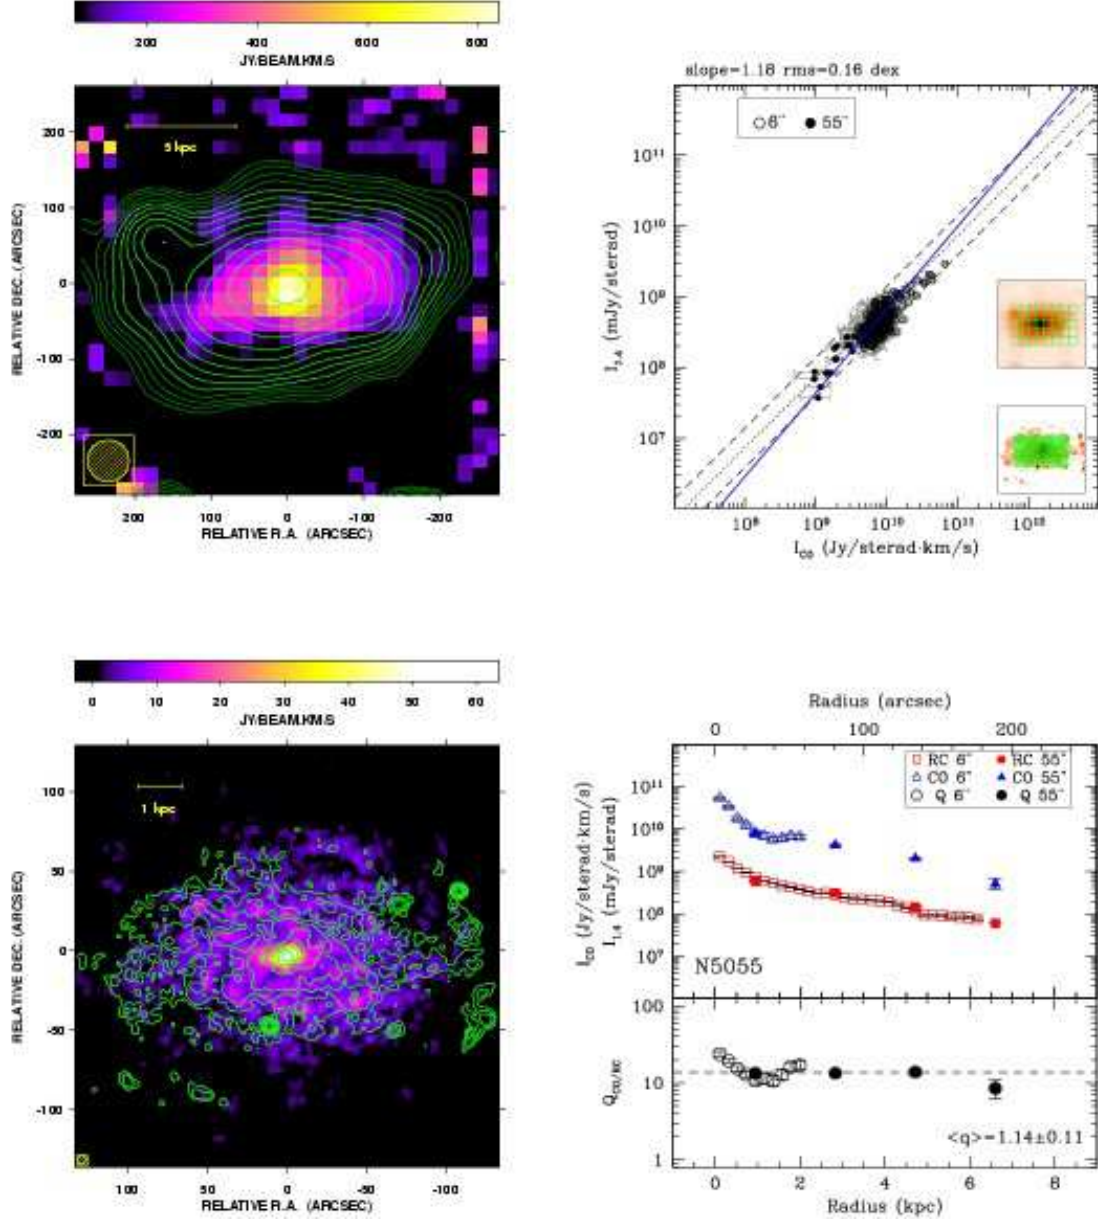 200 400 600 800
JY/BEAM.KM/S
200
100
0
-100
-200
RELATIVE DEC. (ARCSEC)
5 kpc
200 100 0 -100 -200
RELATIVE R.A. (ARCSEC)
slope=1.18 rms=0.16 dex
6" 55"
10¹¹
10¹⁰
10⁹
10⁸
10⁷
I1.4 (mJy/sterad)
10⁸ 10⁹ 10¹⁰ 10¹¹ 10¹²
ICO (Jy/sterad·km/s)
0 10 20 30 40 50 60
JY/BEAM.KM/S
100
50
0
-50
-100
RELATIVE DEC. (ARCSEC)
1 kpc
100 50 0 -50 -100
RELATIVE R.A. (ARCSEC)
Radius (arcsec)
0 60 120 200
RC 6" RC 55"
CO 6" CO 55"
Q 6" Q 55"
10¹¹
10¹⁰
10⁹
10⁸
10⁹
ICO (Jy/sterad·km/s)
I1.4 (mJy/sterad)
N5055
100
10
1
QCO/RC
<q>=1.14±0.11
0 2 4 6 8
Radius (kpc)